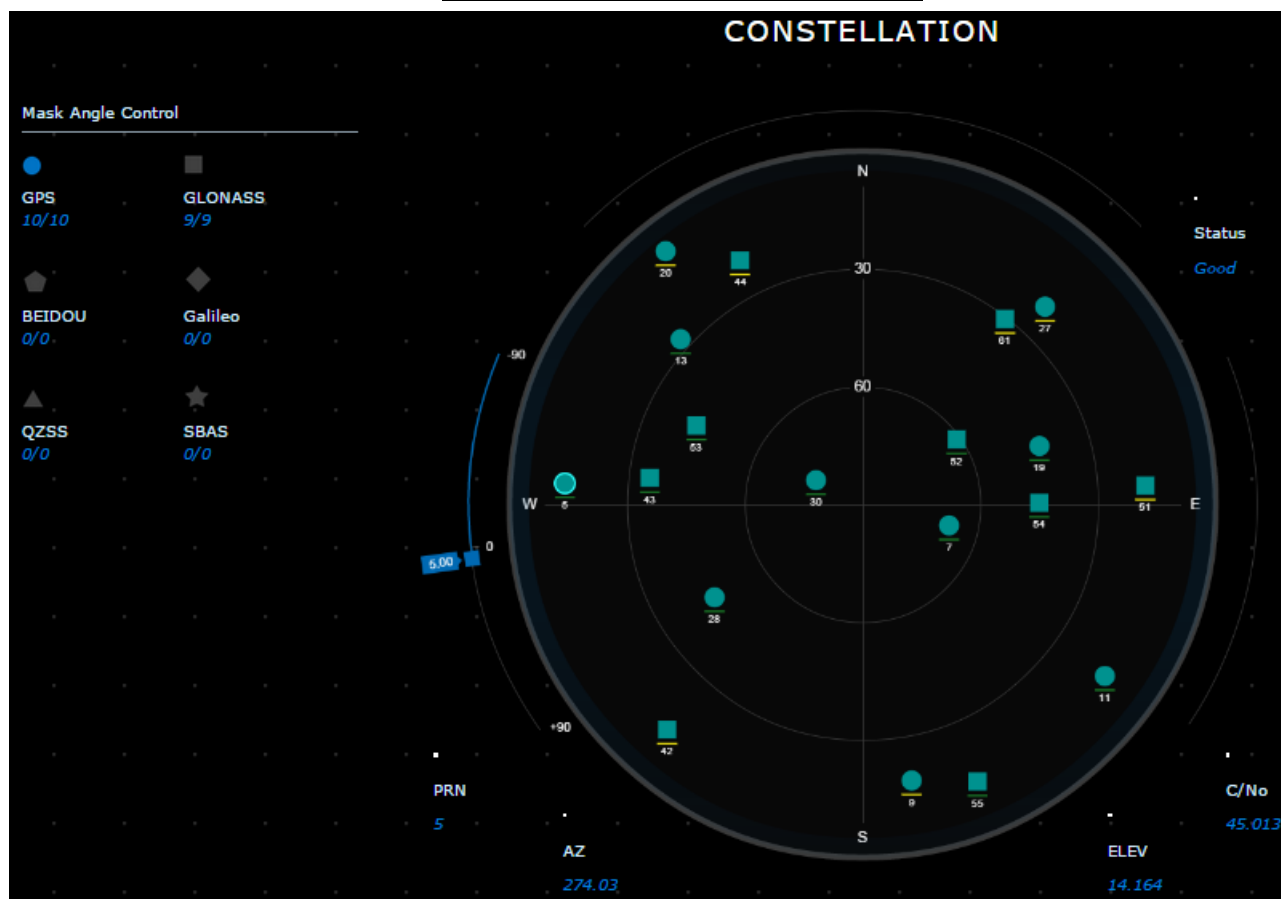 CONSTELLATION
Mask Angle Control
GPS
10/10
GLONASS
9/9
BEIDOU
0/0
Galileo
0/0
QZSS
0/0
SBAS
0/0
-90
0
5.00
+90
N
30
60
W
E
S
20
44
61
27
13
53
52
19
5
43
30
54
51
7
28
11
42
9
55
Status
Good
PRN
5
AZ
274.03
ELEV
14.164
C/No
45.013